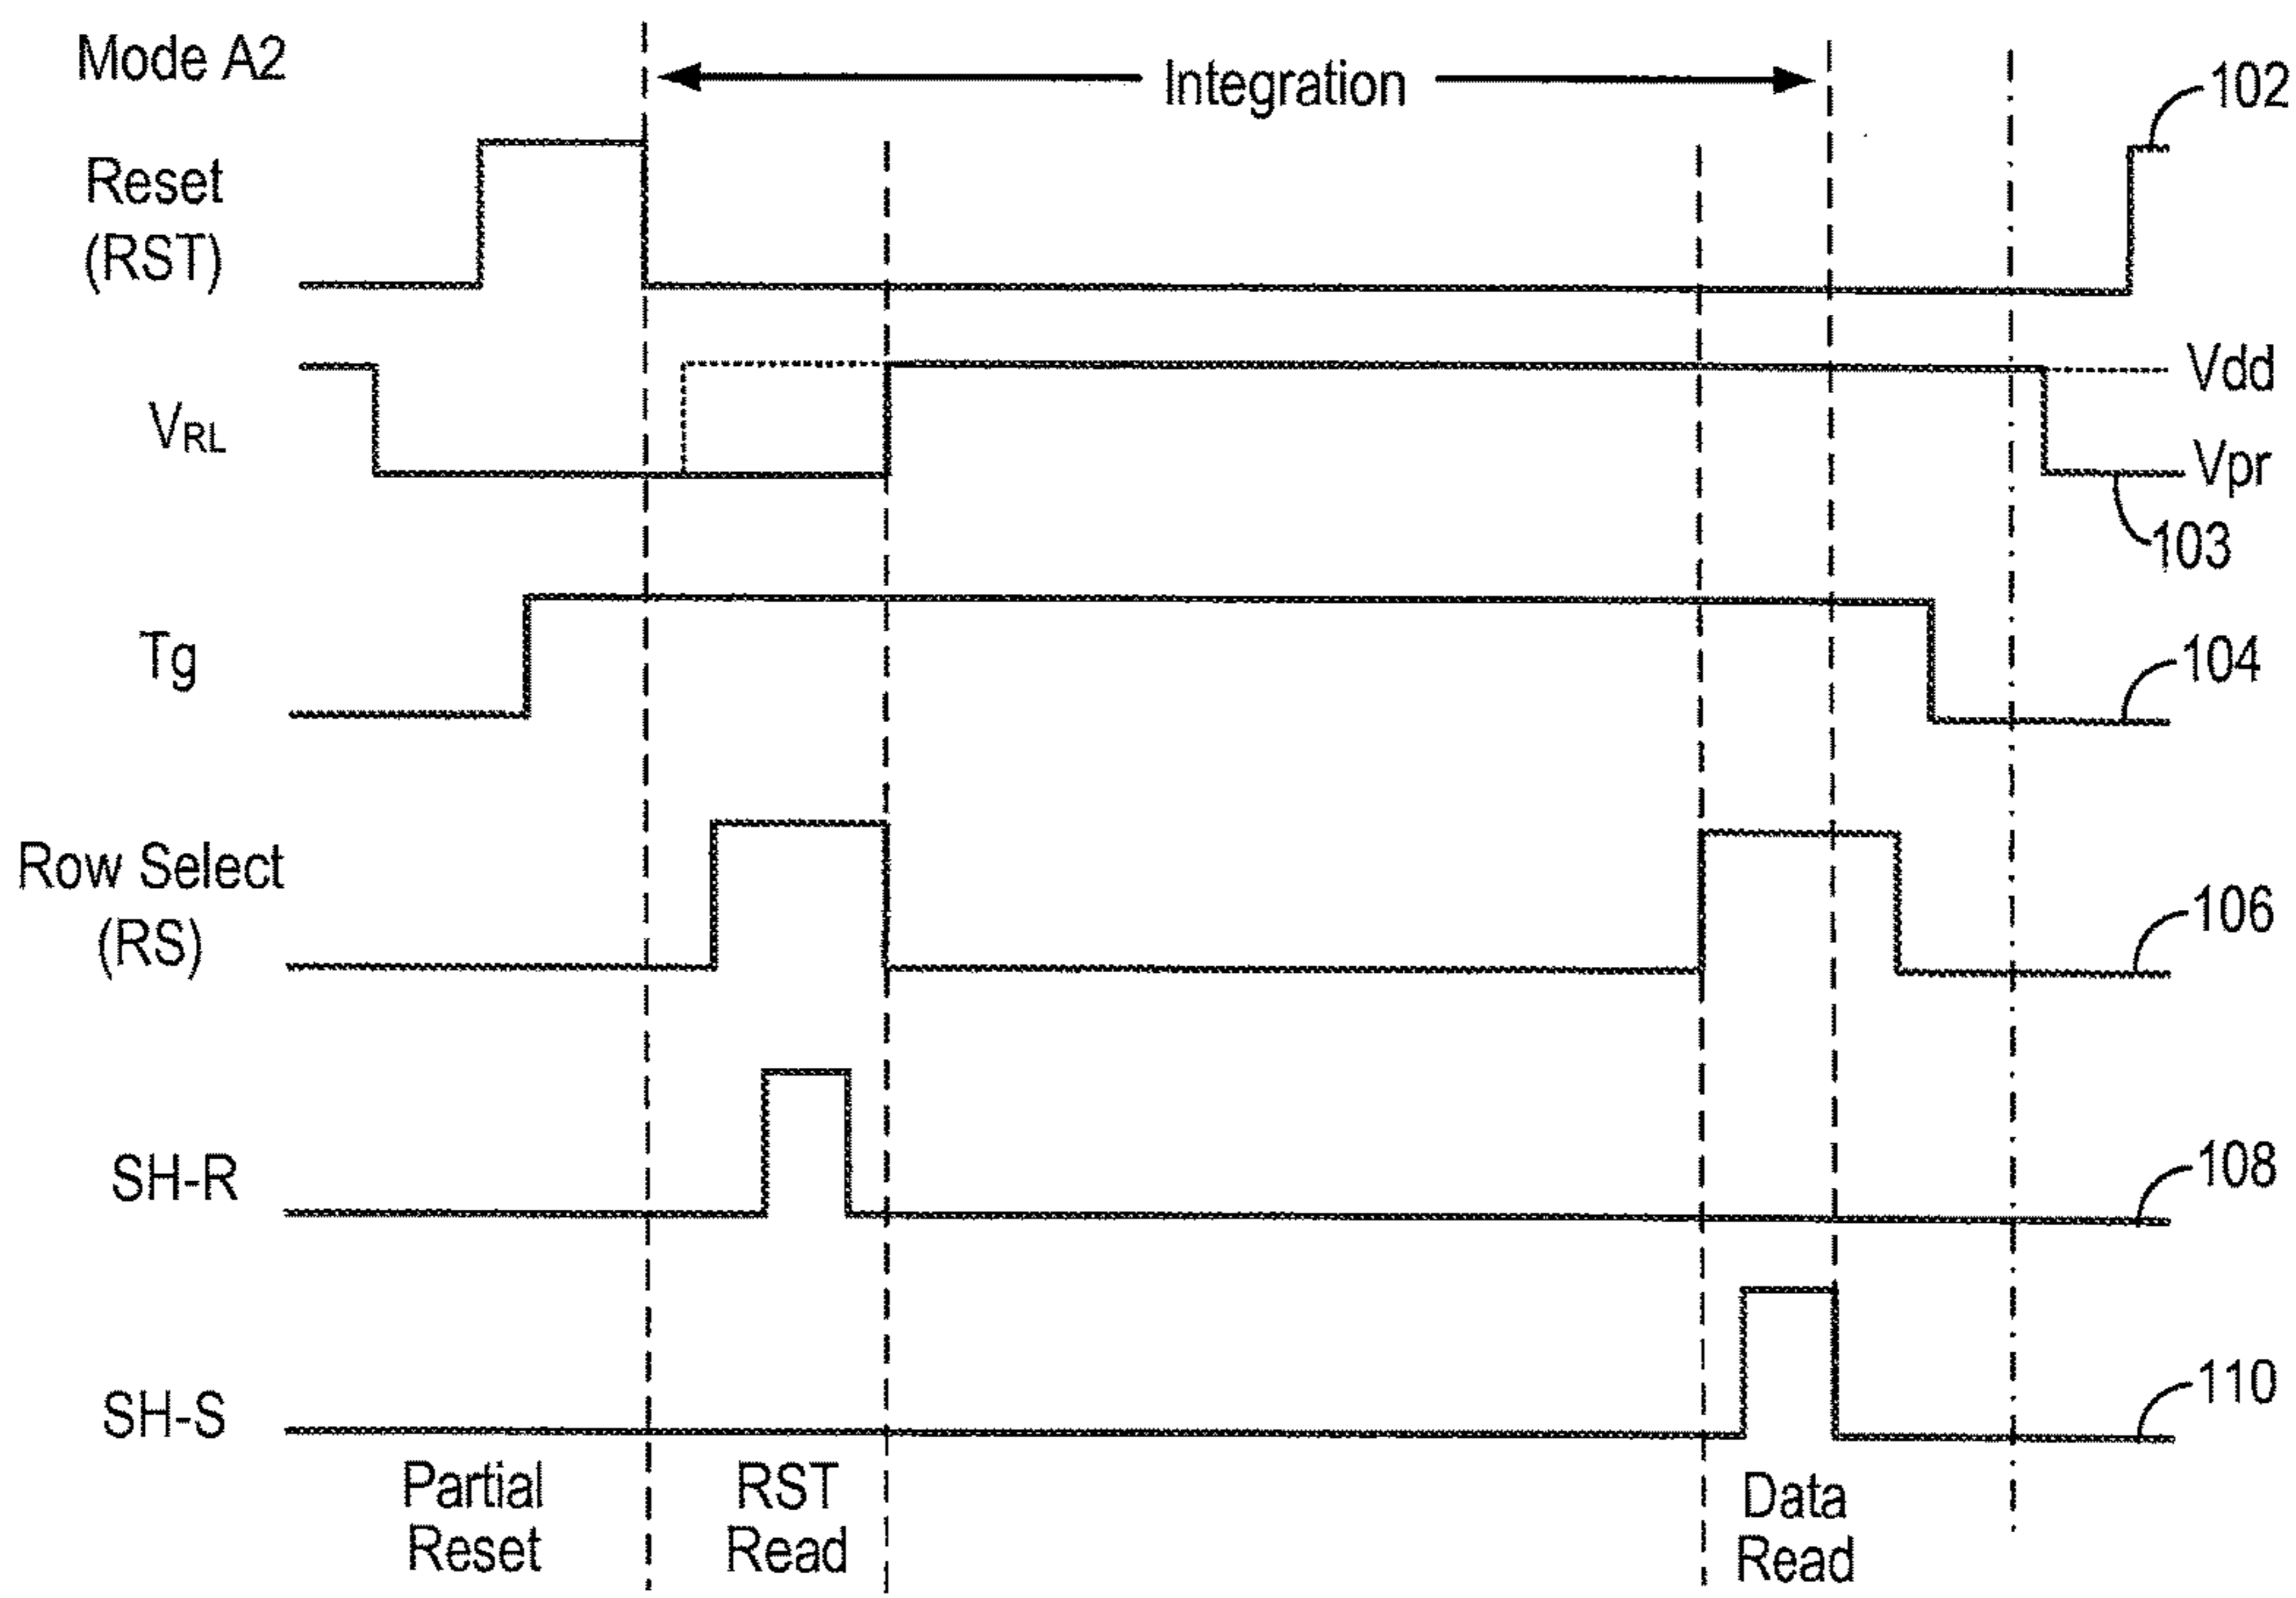 Mode A2
Integration
102
Reset
(RST)
Vdd
VRL
Vpr
103
Tg
104
Row Select
(RS)
106
SH-R
108
SH-S
110
Partial
Reset
RST
Read
Data
Read